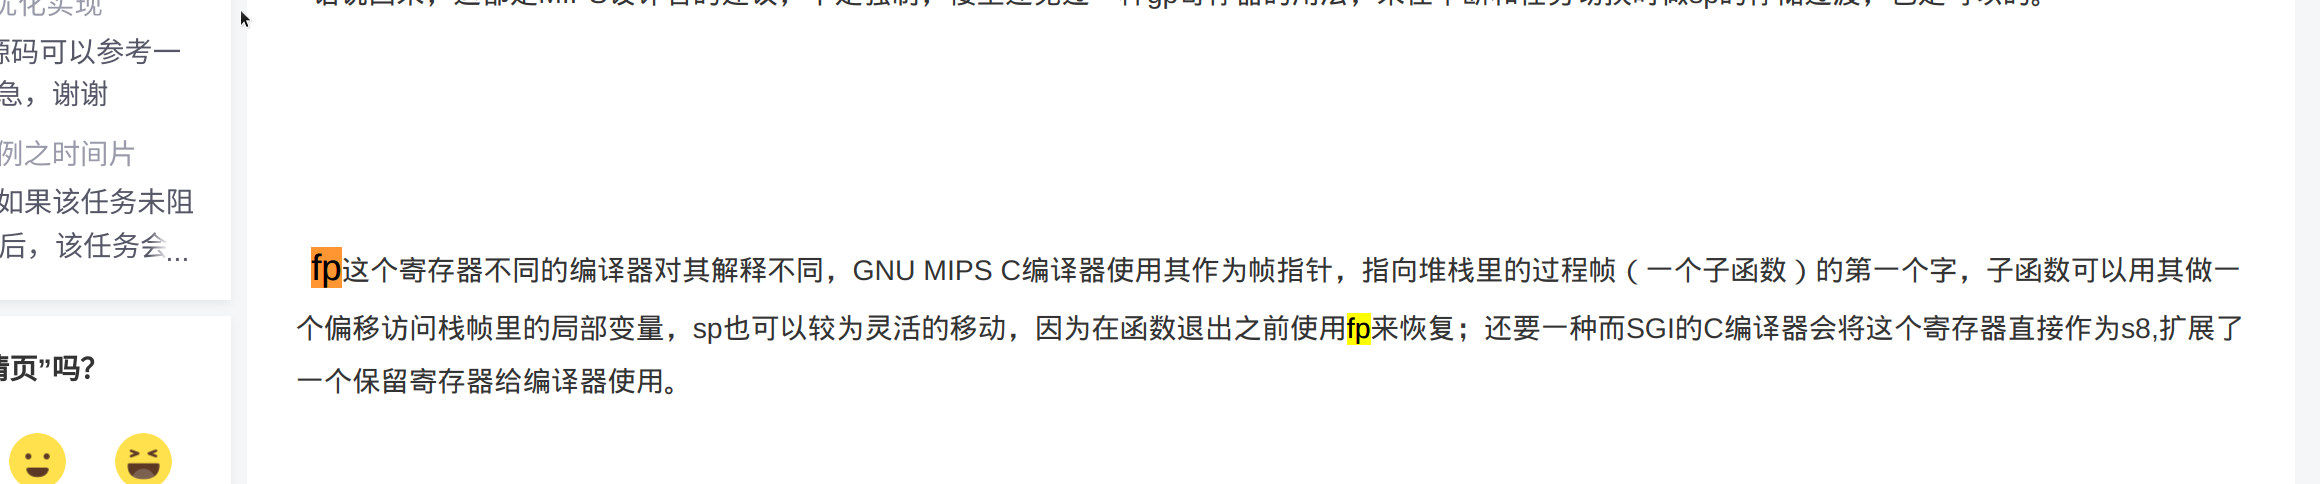 优化实现
源码可以参考一
急，谢谢
例之时间片
如果该任务未阻
后，该任务会...
情页”吗?
fp这个寄存器不同的编译器对其解释不同，GNU MIPS C编译器使用其作为帧指针，指向堆栈里的过程帧（一个子函数）的第一个字，子函数可以用其做一
个偏移访问栈帧里的局部变量，sp也可以较为灵活的移动，因为在函数退出之前使用fp来恢复；还要一种而SGI的C编译器会将这个寄存器直接作为s8,扩展了
一个保留寄存器给编译器使用。